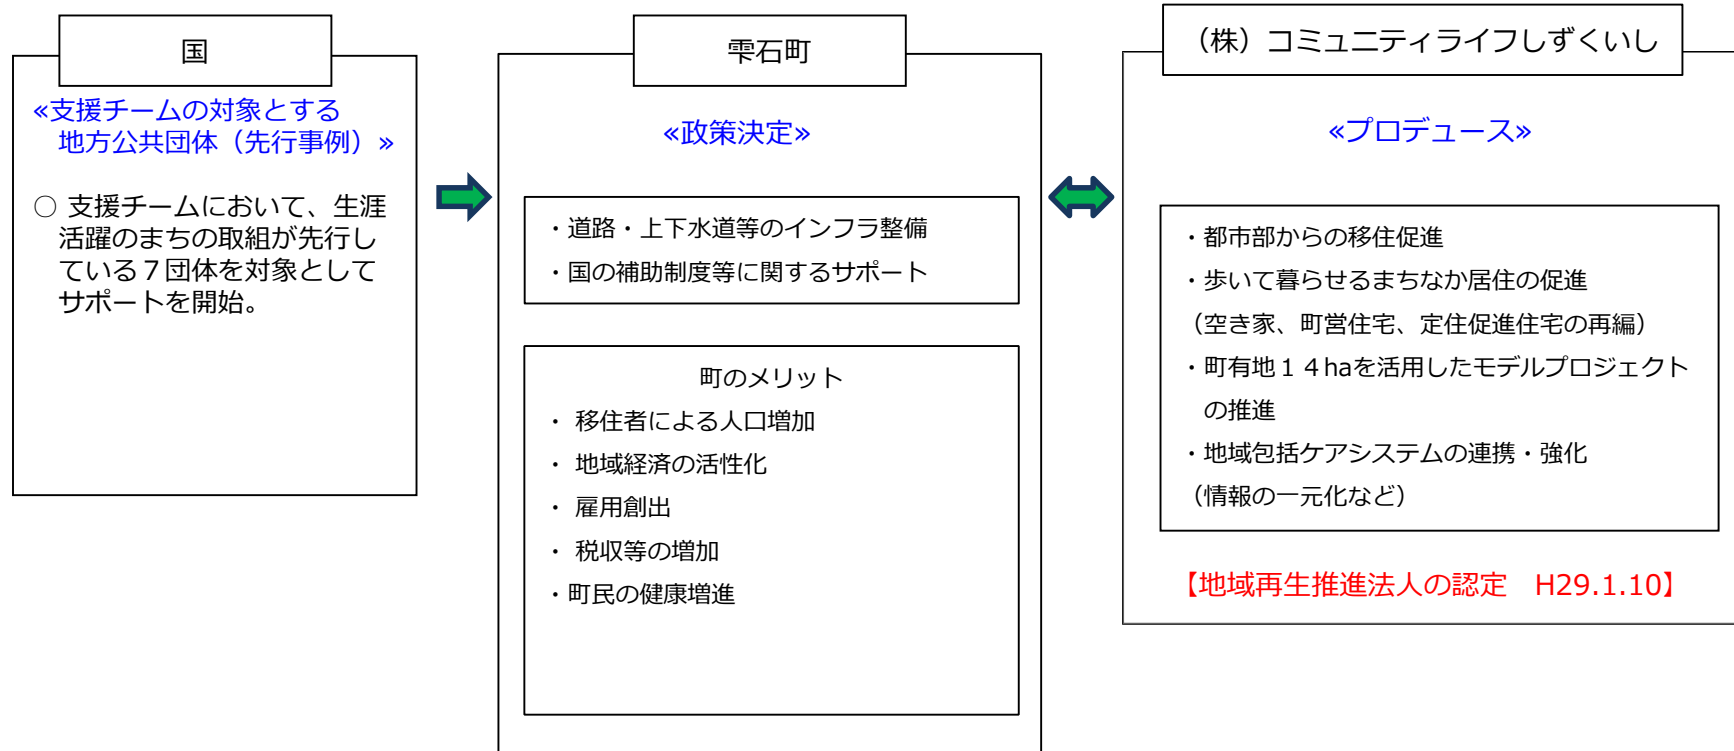 国
«支援チームの対象とする
地方公共団体（先行事例）»
○ 支援チームにおいて、生涯
活躍のまちの取組が先行し
ている７団体を対象として
サポートを開始。
雫石町
«政策決定»
・道路・上下水道等のインフラ整備
・国の補助制度等に関するサポート
町のメリット
・ 移住者による人口増加
・ 地域経済の活性化
・ 雇用創出
・ 税収等の増加
・町民の健康増進
（株）コミュニティライフしずくいし
«プロデュース»
・都市部からの移住促進
・歩いて暮らせるまちなか居住の促進
（空き家、町営住宅、定住促進住宅の再編）
・町有地１４haを活用したモデルプロジェクト
の推進
・地域包括ケアシステムの連携・強化
（情報の一元化など）
【地域再生推進法人の認定　H29.1.10】